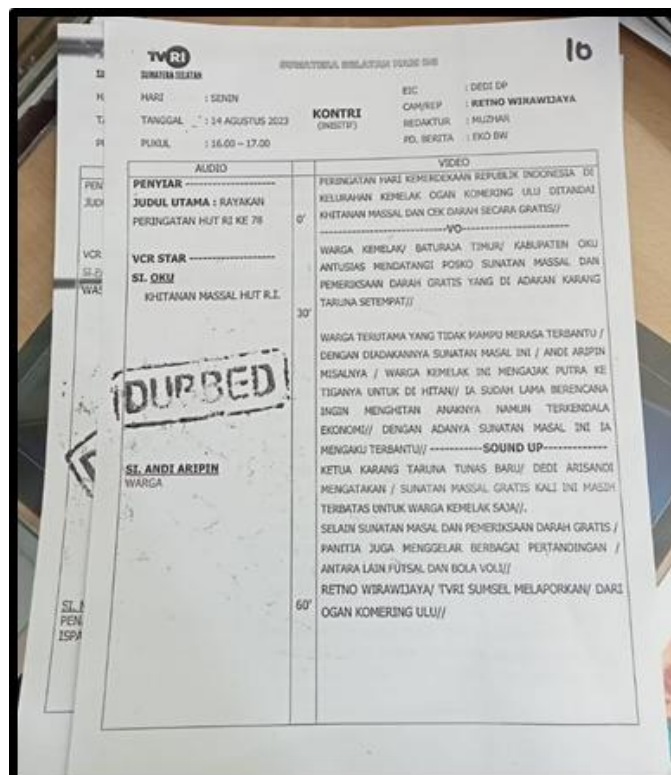 16
TVRI
SUMATERA SELATAN
SUMATERA SELATAN HARI INI
HARI : SENIN
TANGGAL : 14 AGUSTUS 2023
PUKUL : 16.00 – 17.00
KONTRI
(INISITIF)
EIC : DEDI DP
CAM/REP : RETNO WIRAWIJAYA
REDAKTUR : MUZHAR
PD. BERITA : EKO BW
AUDIO
PENYIAR --------------------
JUDUL UTAMA : RAYAKAN
PERINGATAN HUT RI KE 78
VCR STAR -------------------
SI. OKU
KHITANAN MASSAL HUT R.I.
DUBBED
SI. ANDI ARIPIN
WARGA
0'
30'
60'
VIDEO
PERINGATAN HARI KEMERDEKAAN REPUBLIK INDONESIA DI
KELURAHAN KEMELAK OGAN KOMERING ULU DITANDAI
KHITANAN MASSAL DAN CEK DARAH SECARA GRATIS//
------------------------VO------------------------
WARGA KEMELAK/ BATURAJA TIMUR/ KABUPATEN OKU
ANTUSIAS MENDATANGI POSKO SUNATAN MASSAL DAN
PEMERIKSAAN DARAH GRATIS YANG DI ADAKAN KARANG
TARUNA SETEMPAT//
WARGA TERUTAMA YANG TIDAK MAMPU MERASA TERBANTU /
DENGAN DIADAKANNYA SUNATAN MASAL INI / ANDI ARIPIN
MISALNYA / WARGA KEMELAK INI MENGAJAK PUTRA KE
TIGANYA UNTUK DI HITAN// IA SUDAH LAMA BERENCANA
INGIN MENGHITAN ANAKNYA NAMUN TERKENDALA
EKONOMI// DENGAN ADANYA SUNATAN MASAL INI IA
MENGAKU TERBANTU// -----------SOUND UP------------
KETUA KARANG TARUNA TUNAS BARU/ DEDI ARISANDI
MENGATAKAN / SUNATAN MASSAL GRATIS KALI INI MASIH
TERBATAS UNTUK WARGA KEMELAK SAJA//.
SELAIN SUNATAN MASAL DAN PEMERIKSAAN DARAH GRATIS /
PANITIA JUGA MENGGELAR BERBAGAI PERTANDINGAN /
ANTARA LAIN FUTSAL DAN BOLA VOLI//
RETNO WIRAWIJAYA/ TVRI SUMSEL MELAPORKAN/ DARI
OGAN KOMERING ULU//
VCR